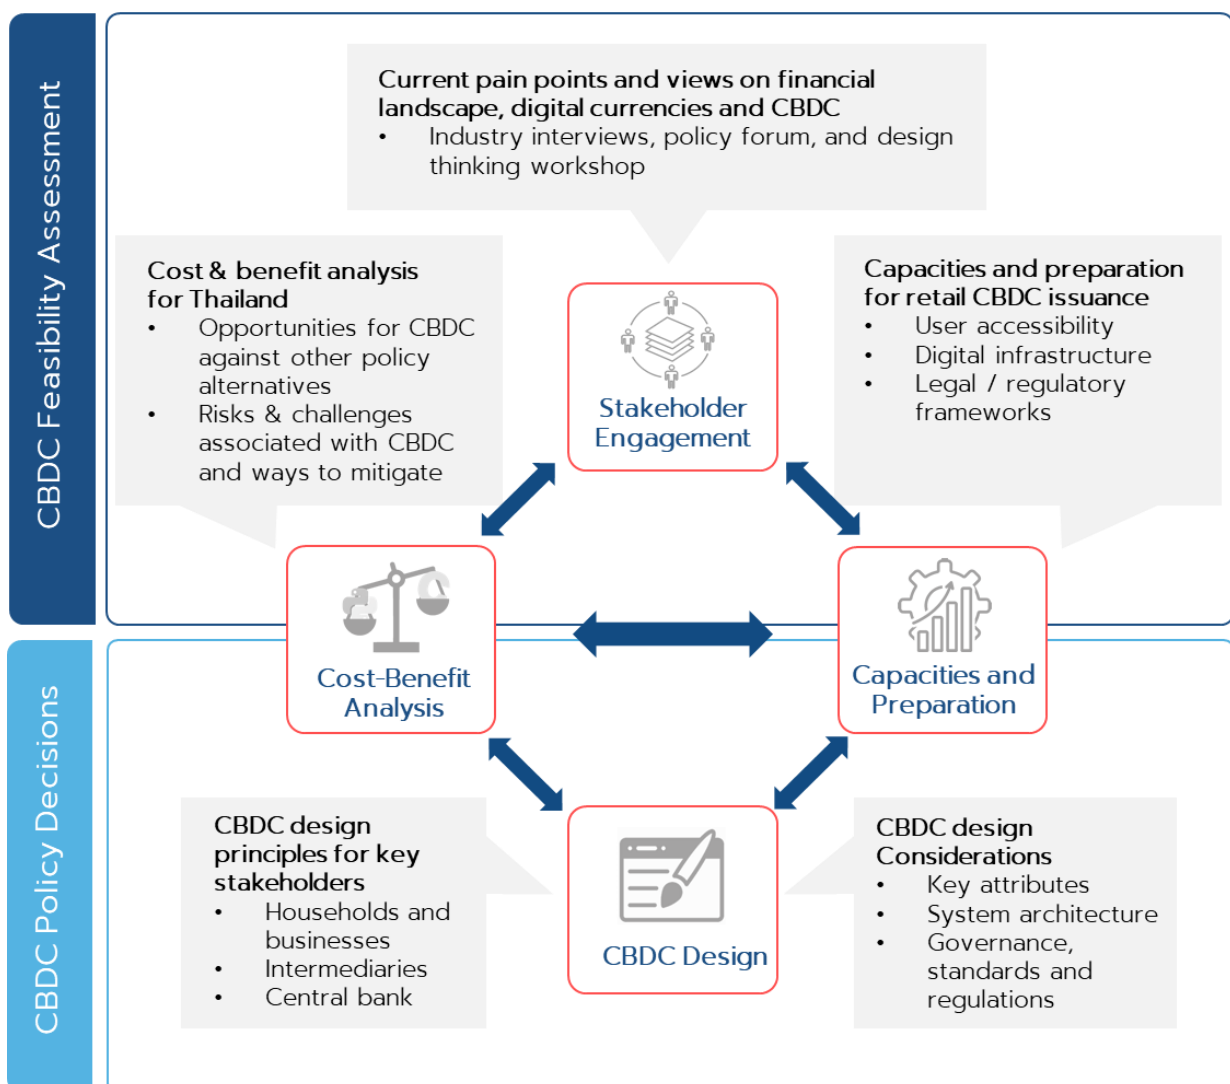 CBDC Feasibility Assessment
Current pain points and views on financial
landscape, digital currencies and CBDC
• Industry interviews, policy forum, and design
thinking workshop
Cost & benefit analysis
for Thailand
• Opportunities for CBDC
against other policy
alternatives
• Risks & challenges
associated with CBDC
and ways to mitigate
Capacities and preparation
for retail CBDC issuance
• User accessibility
• Digital infrastructure
• Legal / regulatory
frameworks
Stakeholder
Engagement
Cost-Benefit
Analysis
Capacities and
Preparation
CBDC Policy Decisions
CBDC design
principles for key
stakeholders
• Households and
businesses
• Intermediaries
• Central bank
CBDC Design
CBDC design
Considerations
• Key attributes
• System architecture
• Governance,
standards and
regulations